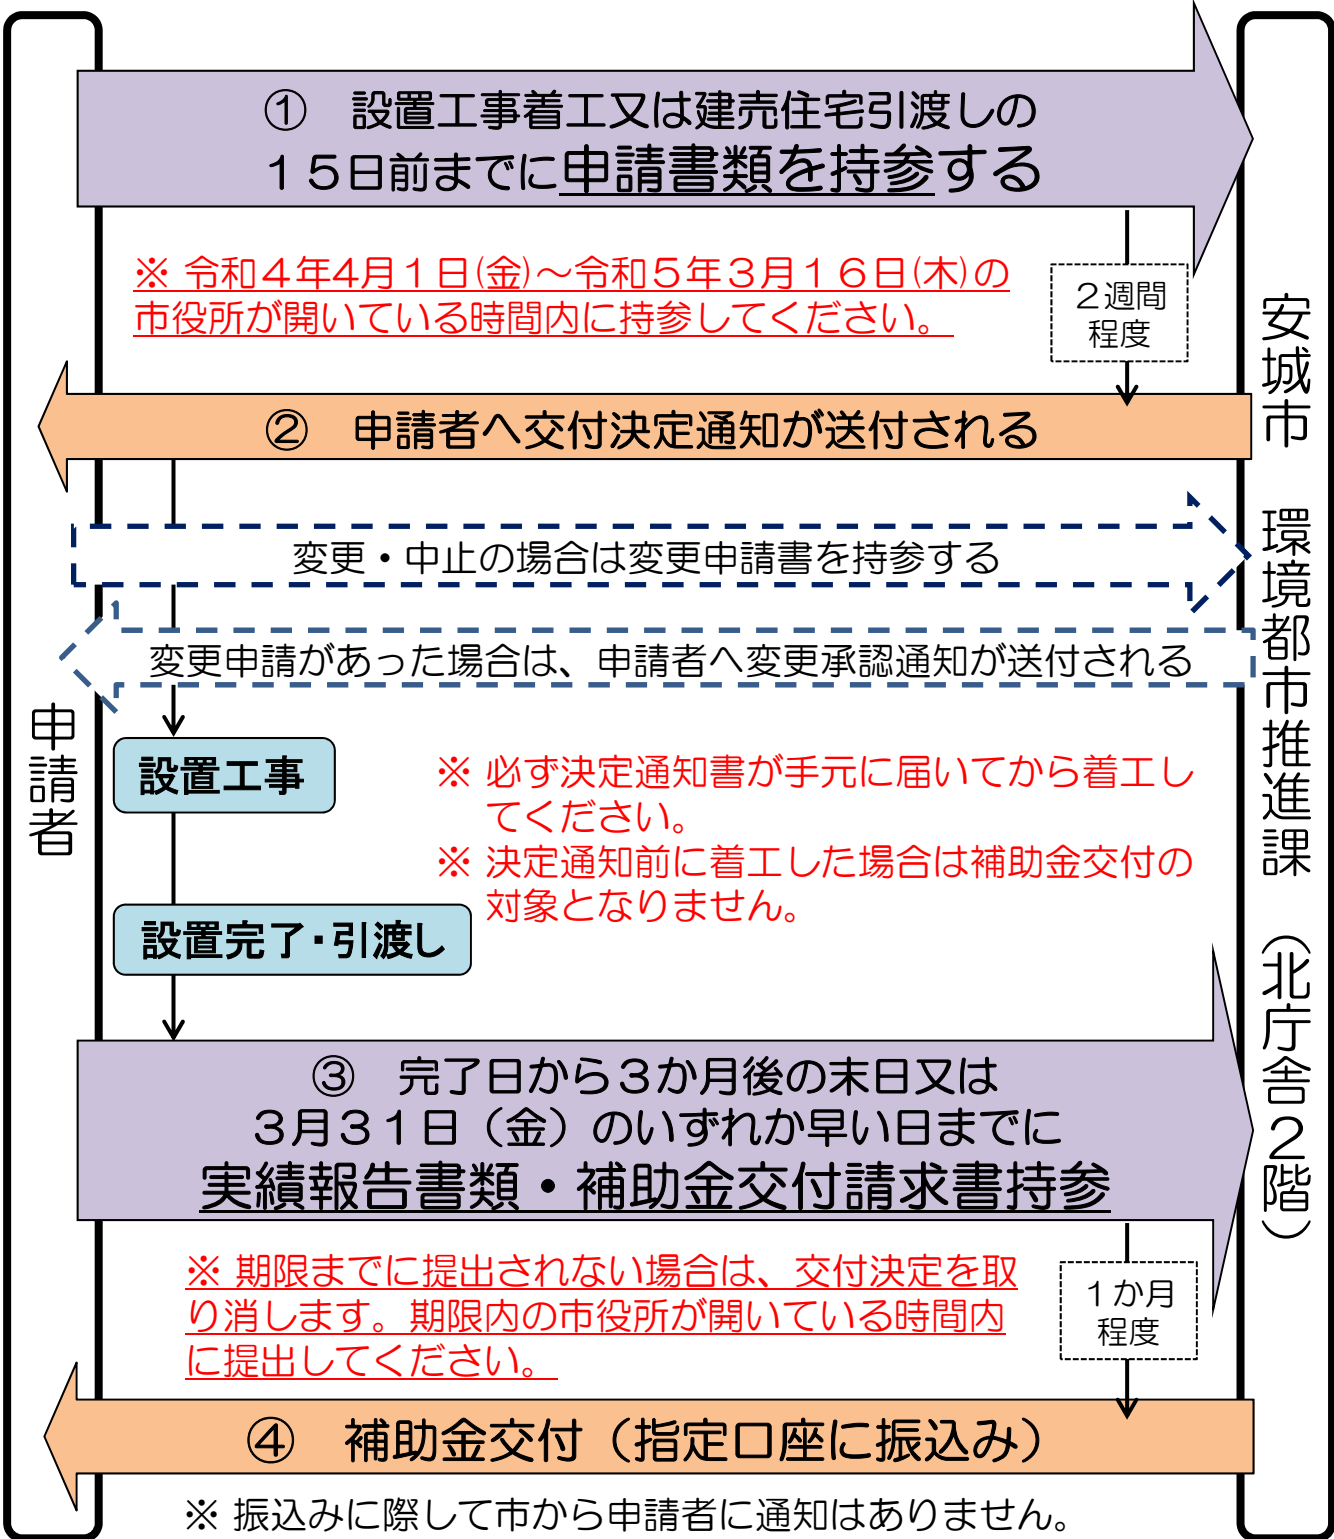 ① 設置工事着工又は建売住宅引渡しの
１５日前までに申請書類を持参する
※ 令和４年4月１日(金)～令和５年３月１６日(木)の
市役所が開いている時間内に持参してください。
２週間
程度
② 申請者へ交付決定通知が送付される
変更・中止の場合は変更申請書を持参する
変更申請があった場合は、申請者へ変更承認通知が送付される
申請者
安城市 環境都市推進課 （北庁舎２階）
設置工事
※ 必ず決定通知書が手元に届いてから着工し
てください。
※ 決定通知前に着工した場合は補助金交付の
対象となりません。
設置完了・引渡し
③ 完了日から３か月後の末日又は
３月３１日（金）のいずれか早い日までに
実績報告書類・補助金交付請求書持参
※ 期限までに提出されない場合は、交付決定を取
り消します。期限内の市役所が開いている時間内
に提出してください。
１か月
程度
④ 補助金交付（指定口座に振込み）
※ 振込みに際して市から申請者に通知はありません。